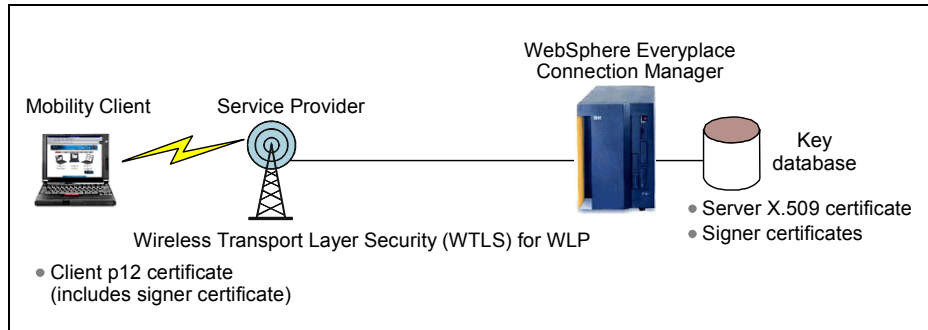 WebSphere Everyplace
Connection Manager
Mobility Client
Service Provider
Key
database
Server X.509 certificate
Signer certificates
Wireless Transport Layer Security (WTLS) for WLP
Client p12 certificate
(includes signer certificate)